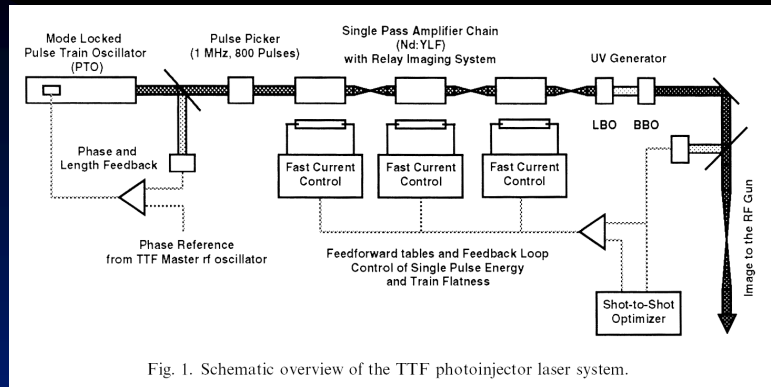 Mode Locked
Pulse Train Oscillator
(PTO)
Pulse Picker
(1 MHz, 800 Pulses)
Single Pass Amplifier Chain
(Nd:YLF)
with Relay Imaging System
UV Generator
LBO
BBO
Phase and
Length Feedback
Fast Current
Control
Fast Current
Control
Fast Current
Control
Phase Reference
from TTF Master rf oscillator
Feedforward tables and Feedback Loop
Control of Single Pulse Energy
and Train Flatness
Shot-to-Shot
Optimizer
Image to the RF Gun
Fig. 1. Schematic overview of the TTF photoinjector laser system.